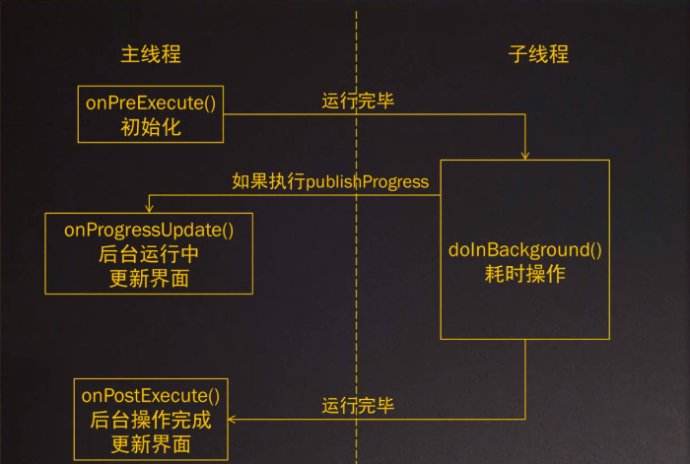 主线程
子线程
onPreExecute()
初始化
运行完毕
如果执行publishProgress
onProgressUpdate()
后台运行中
更新界面
doInBackground()
耗时操作
onPostExecute()
后台操作完成
更新界面
运行完毕